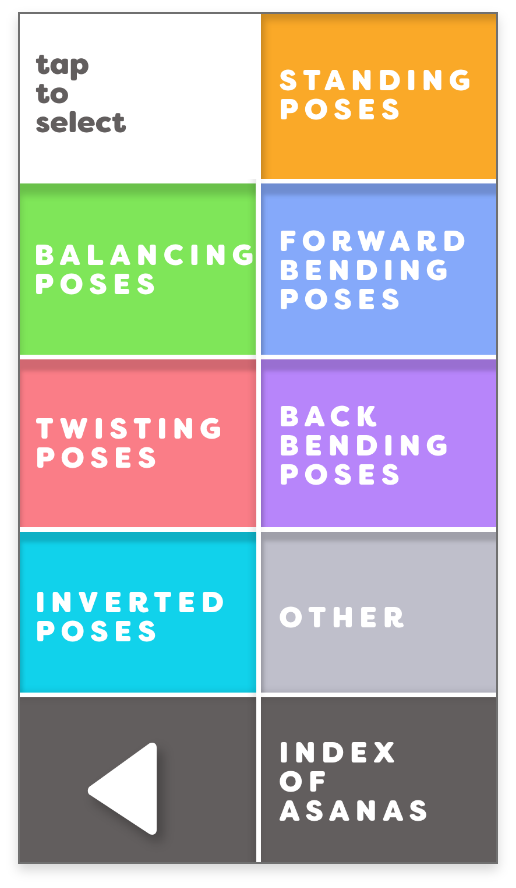 tap
to
select
STANDING
POSES
BALANCING
POSES
FORWARD
BENDING
POSES
TWISTING
POSES
BACK
BENDING
POSES
INVERTED
POSES
OTHER
INDEX
OF
ASANAS